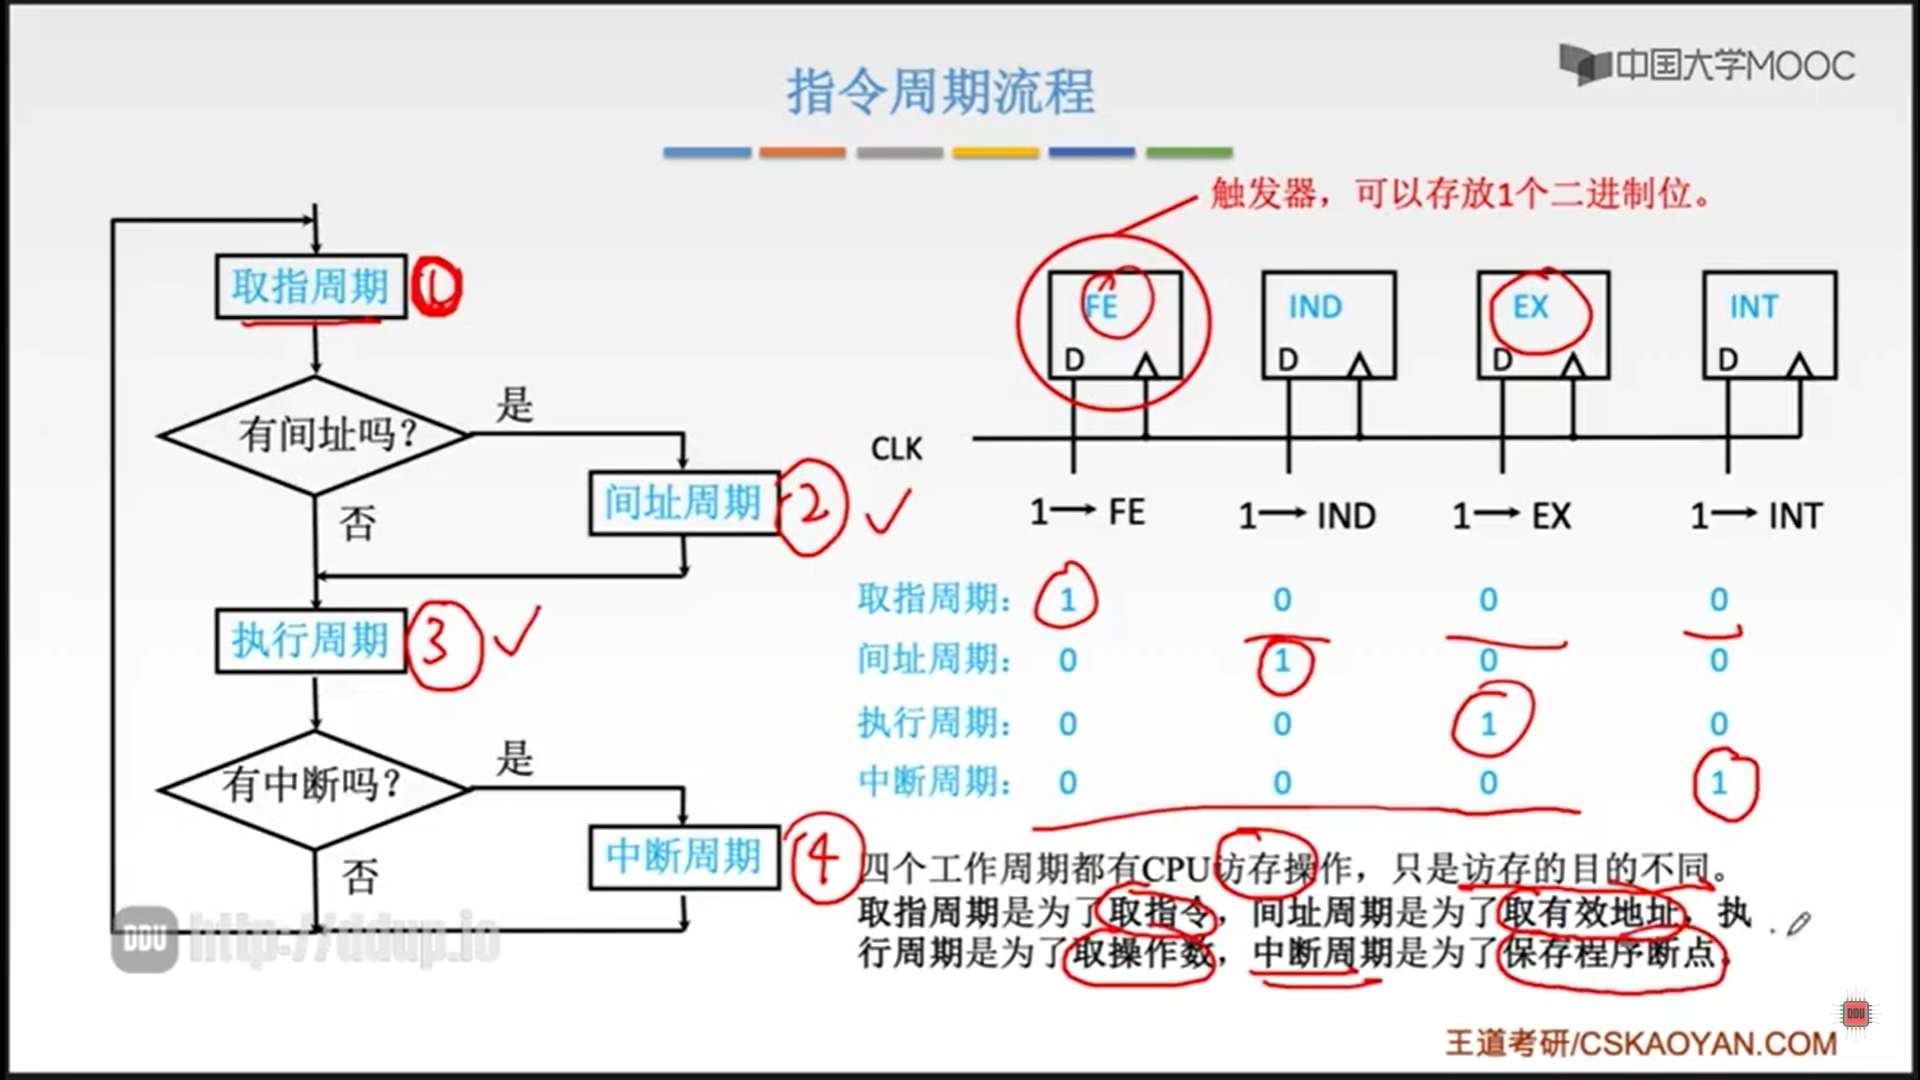 中国大学MOOC
指令周期流程
触发器，可以存放1个二进制位。
取指周期 ①
有间址吗？
是
否
间址周期 ②
执行周期 ③
有中断吗？
是
否
中断周期 ④
FE IND EX INT
D D D D
CLK
1→FE 1→IND 1→EX 1→INT
取指周期： 1 0 0 0
间址周期： 0 1 0 0
执行周期： 0 0 1 0
中断周期： 0 0 0 1
四个工作周期都有CPU访存操作，只是访存的目的不同。
取指周期是为了取指令，间址周期是为了取有效地址，执
行周期是为了取操作数，中断周期是为了保存程序断点。
DDU http://ddup.io
DDU
王道考研/CSKAOYAN.COM